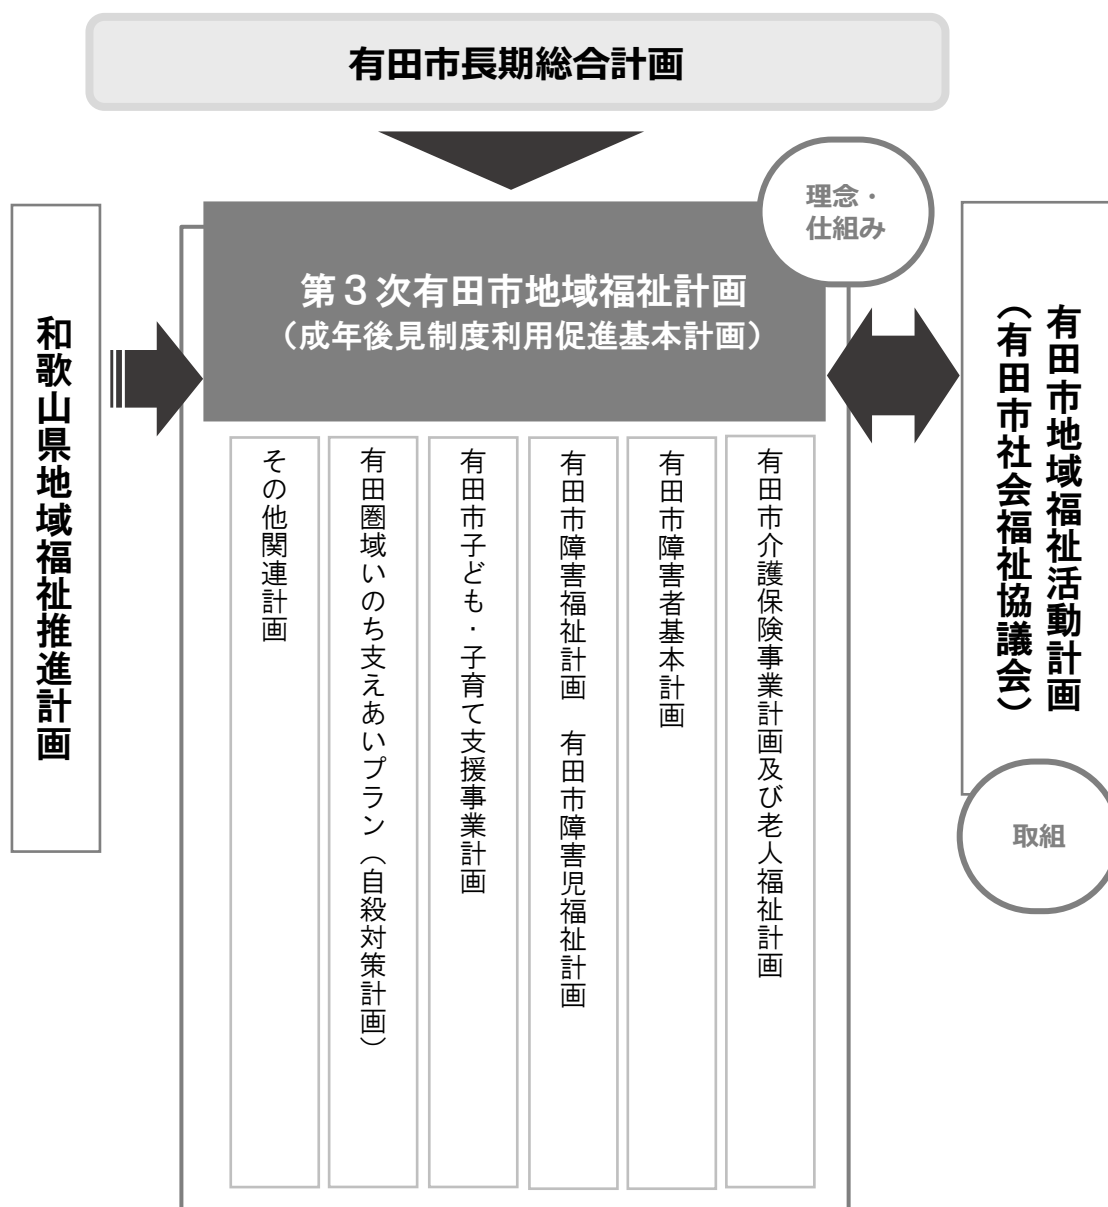 有田市長期総合計画
理念・
仕組み
第３次有田市地域福祉計画
（成年後見制度利用促進基本計画）
和歌山県地域福祉推進計画
有田市地域福祉活動計画
（有田市社会福祉協議会）
取組
有田市介護保険事業計画及び老人福祉計画
有田市障害者基本計画
有田市障害福祉計画　有田市障害児福祉計画
有田市子ども・子育て支援事業計画
有田圏域いのち支えあいプラン（自殺対策計画）
その他関連計画